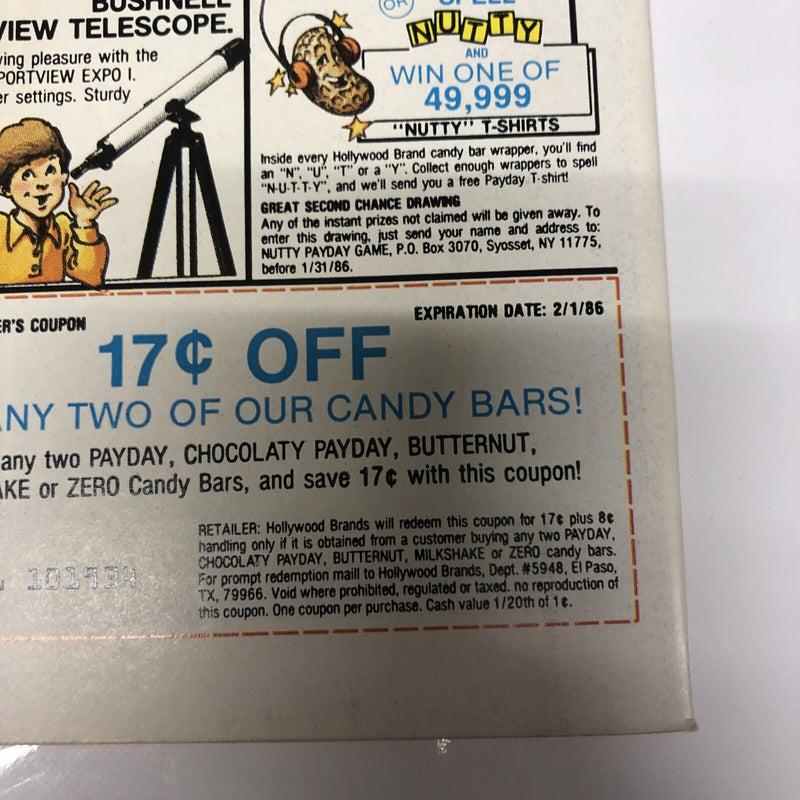 BUSHNELL
VIEW TELESCOPE.
ving pleasure with the
PORTVIEW EXPO I.
er settings. Sturdy
OR SPELL
NUTTY
AND
WIN ONE OF
49,999
"NUTTY" T-SHIRTS
Inside every Hollywood Brand candy bar wrapper, you'll find
an "N", "U", "T" or a "Y". Collect enough wrappers to spell
"N-U-T-T-Y", and we'll send you a free Payday T-shirt!
GREAT SECOND CHANCE DRAWING
Any of the instant prizes not claimed will be given away. To
enter this drawing, just send your name and address to:
NUTTY PAYDAY GAME, P.O. Box 3070, Syosset, NY 11775,
before 1/31/86.
ER'S COUPON
EXPIRATION DATE: 2/1/86
17¢ OFF
ANY TWO OF OUR CANDY BARS!
any two PAYDAY, CHOCOLATY PAYDAY, BUTTERNUT,
AKE or ZERO Candy Bars, and save 17¢ with this coupon!
RETAILER: Hollywood Brands will redeem this coupon for 17¢ plus 8¢
handling only if it is obtained from a customer buying any two PAYDAY,
CHOCOLATY PAYDAY, BUTTERNUT, MILKSHAKE or ZERO candy bars.
For prompt redemption maill to Hollywood Brands, Dept. #5948, El Paso,
TX, 79966. Void where prohibited, regulated or taxed. no reproduction of
this coupon. One coupon per purchase. Cash value 1/20th of 1¢.
101934